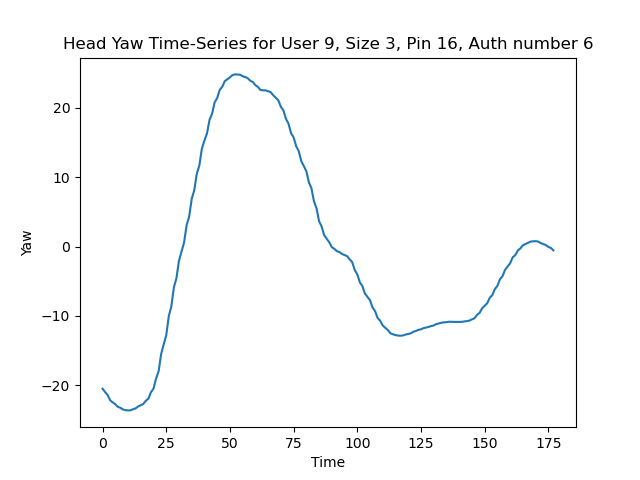 Head Yaw Time-Series for User 9, Size 3, Pin 16, Auth number 6
Yaw
20
10
0
−10
−20
0 25 50 75 100 125 150 175
Time